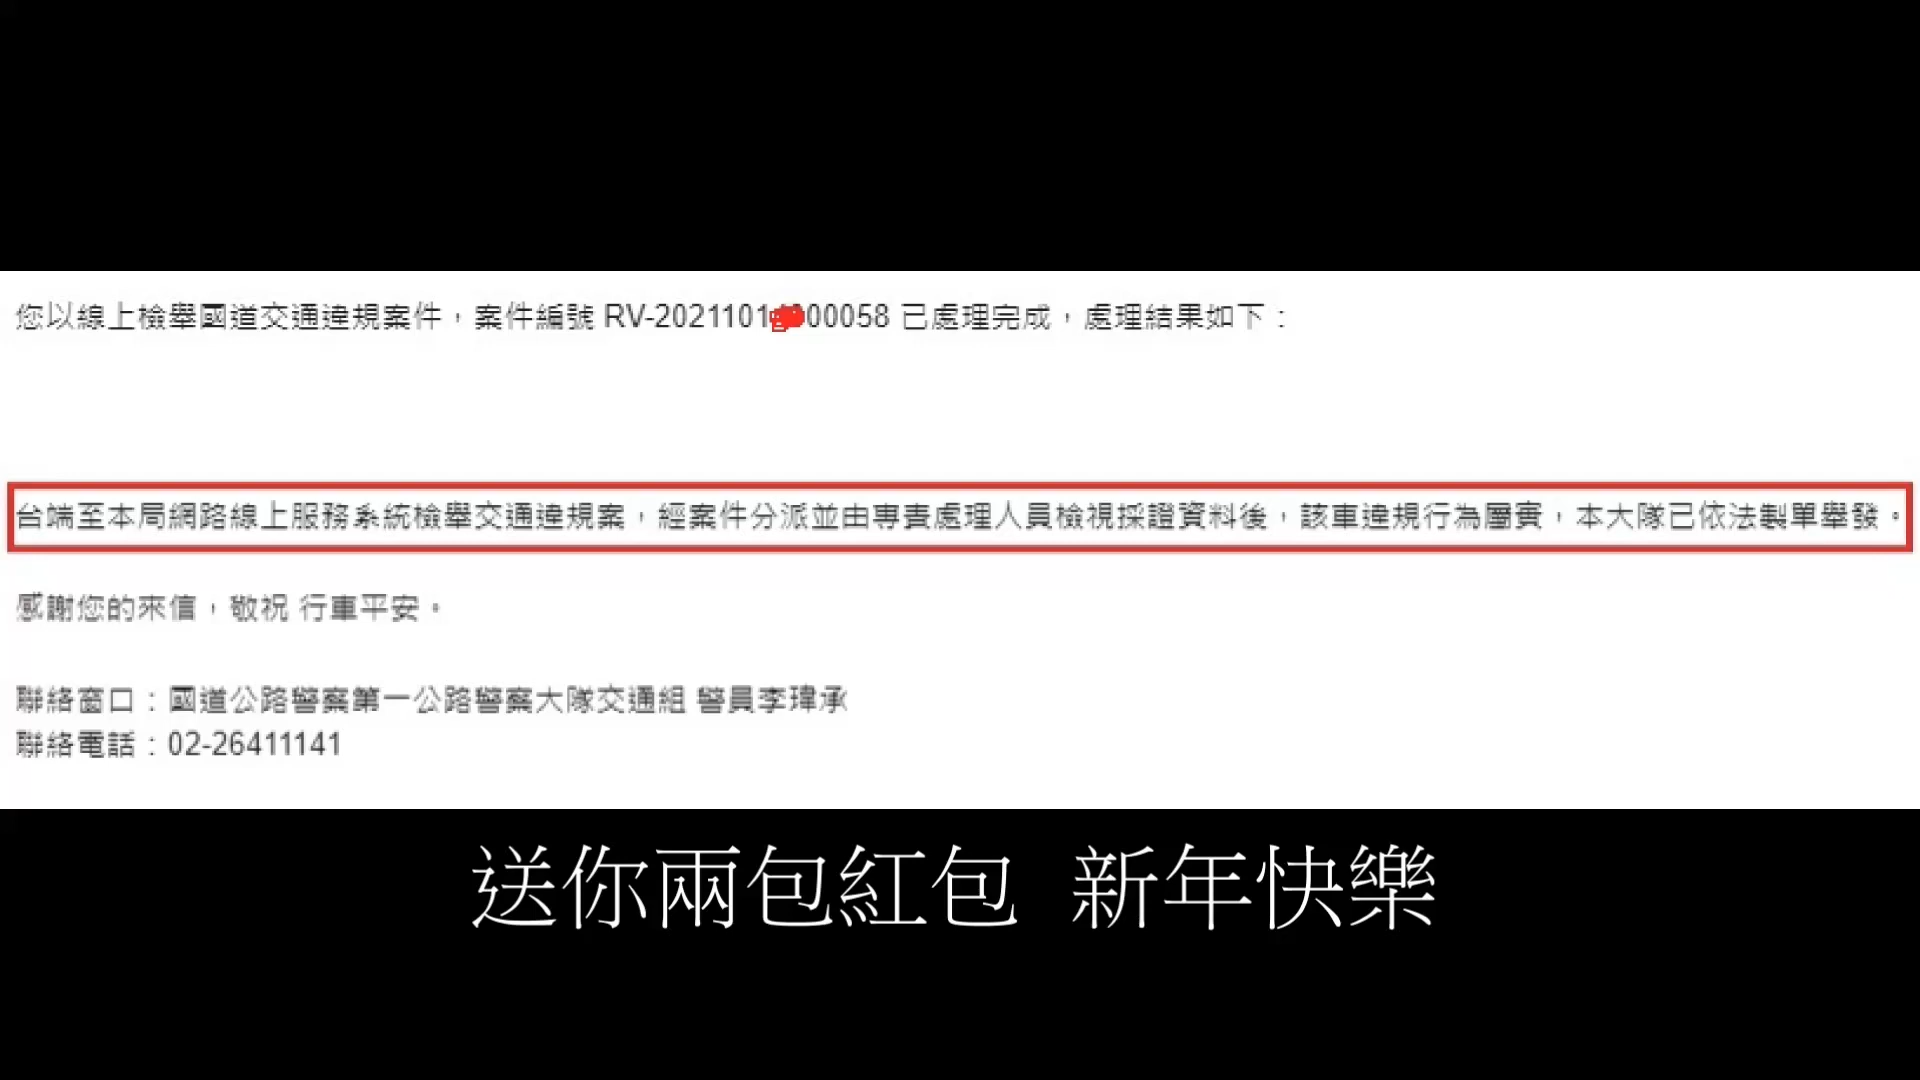 您以線上檢舉國道交通違規案件，案件編號 RV-2021101 00058 已處理完成，處理結果如下：
台端至本局網路線上服務系統檢舉交通違規案，經案件分派並由專責處理人員檢視採證資料後，該車違規行為屬實，本大隊已依法製單舉發。
感謝您的來信，敬祝 行車平安。
聯絡窗口：國道公路警察第一公路警察大隊交通組 警員李瑋承
聯絡電話：02-26411141
送你兩包紅包 新年快樂